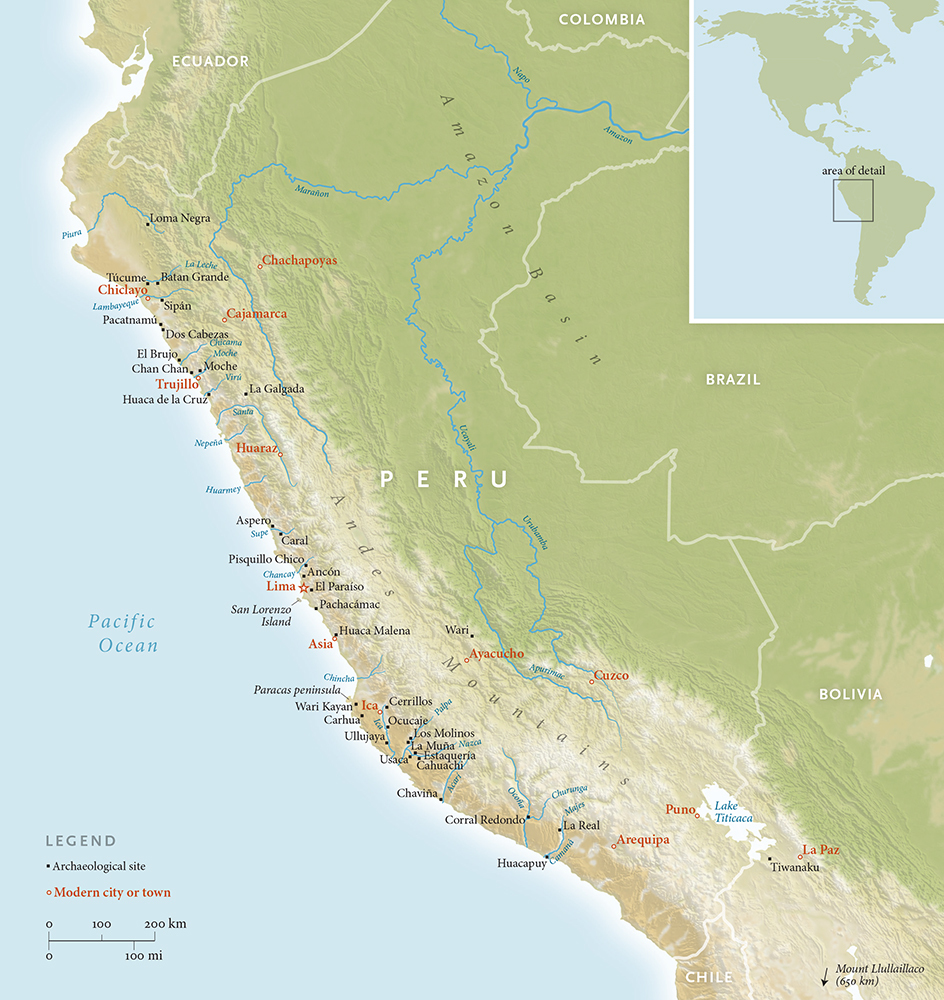 COLOMBIA
ECUADOR
Napo
Amazon
Amazon
Basin
area of detail
Marañon
Piura
Loma Negra
Chachapoyas
La Leche
Túcume
Batan Grande
Chiclayo
Lambayeque
Sipán
Cajamarca
Pacatnamú
Dos Cabezas
Chicama
El Brujo
Moche
Chan Chan
Moche
Trujillo
Virú
Huaca de la Cruz
La Galgada
BRAZIL
Santa
Nepeña
Huaraz
Ucayali
PERU
Huarmey
Andes
Mountains
Urubamba
Aspero
Supe
Caral
Pisquillo Chico
Chancay
Ancón
Lima
El Paraíso
San Lorenzo
Island
Pachacámac
Pacific
Ocean
Huaca Malena
Asia
Wari
Ayacucho
Apurimac
Cuzco
Chincha
Paracas peninsula
BOLIVIA
Wari Kayan
Ica
Cerrillos
Carhua
Ica
Ocucaje
Palpa
Ullujaya
Los Molinos
La Muña
Nazca
Usaca
Estaquería
Cahuachi
Acarí
Chaviña
Ocoña
Churunga
Majes
Corral Redondo
La Real
Camaná
Huacapuy
Puno
Lake
Titicaca
Arequipa
La Paz
Tiwanaku
LEGEND
Archaeological site
Modern city or town
0 100 200 km
0 100 mi
CHILE
Mount Llullaillaco
(650 km)